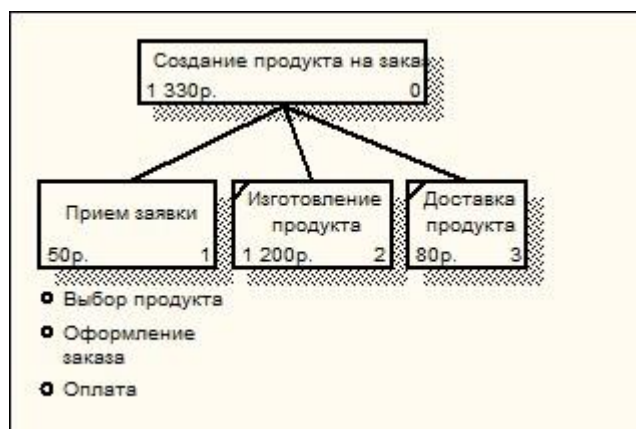 Создание продукта на зака
1 330р. 0
Прием заявки
50р. 1
Изготовление
продукта
1 200р. 2
Доставка
продукта
80р. 3
Выбор продукта
Оформление
заказа
Оплата